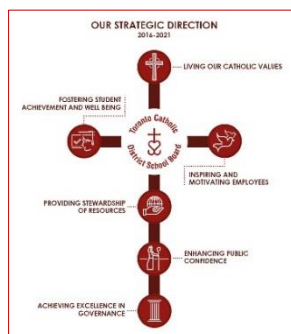 OUR STRATEGIC DIRECTION
2016-2021
LIVING OUR CATHOLIC VALUES
FOSTERING STUDENT
ACHIEVEMENT AND WELL BEING
Toronto Catholic
District School Board
INSPIRING AND
MOTIVATING EMPLOYEES
PROVIDING STEWARDSHIP
OF RESOURCES
ENHANCING PUBLIC
CONFIDENCE
ACHIEVING EXCELLENCE IN
GOVERNANCE